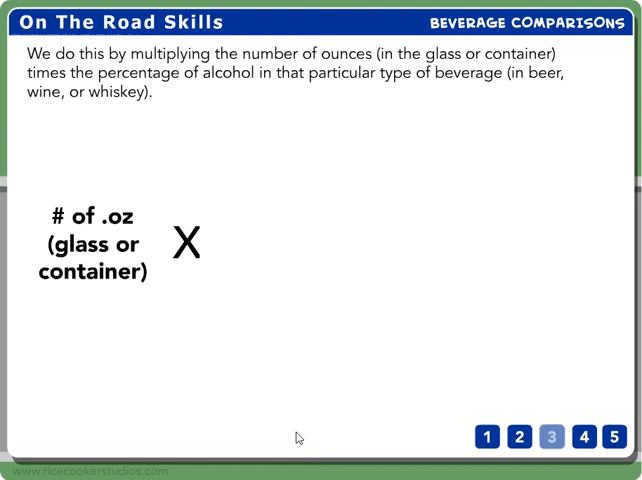 On The Road Skills
BEVERAGE COMPARISONS
We do this by multiplying the number of ounces (in the glass or container)
times the percentage of alcohol in that particular type of beverage (in beer,
wine, or whiskey).
# of .oz
(glass or
container)
X
1 2 3 4 5
www.ricecookerstudios.com